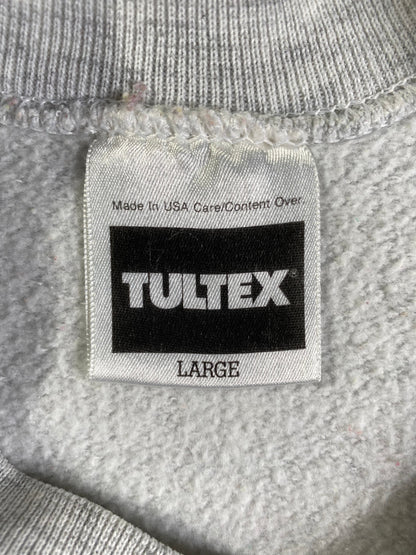 Made In USA Care/Content Over
TULTEX®
LARGE